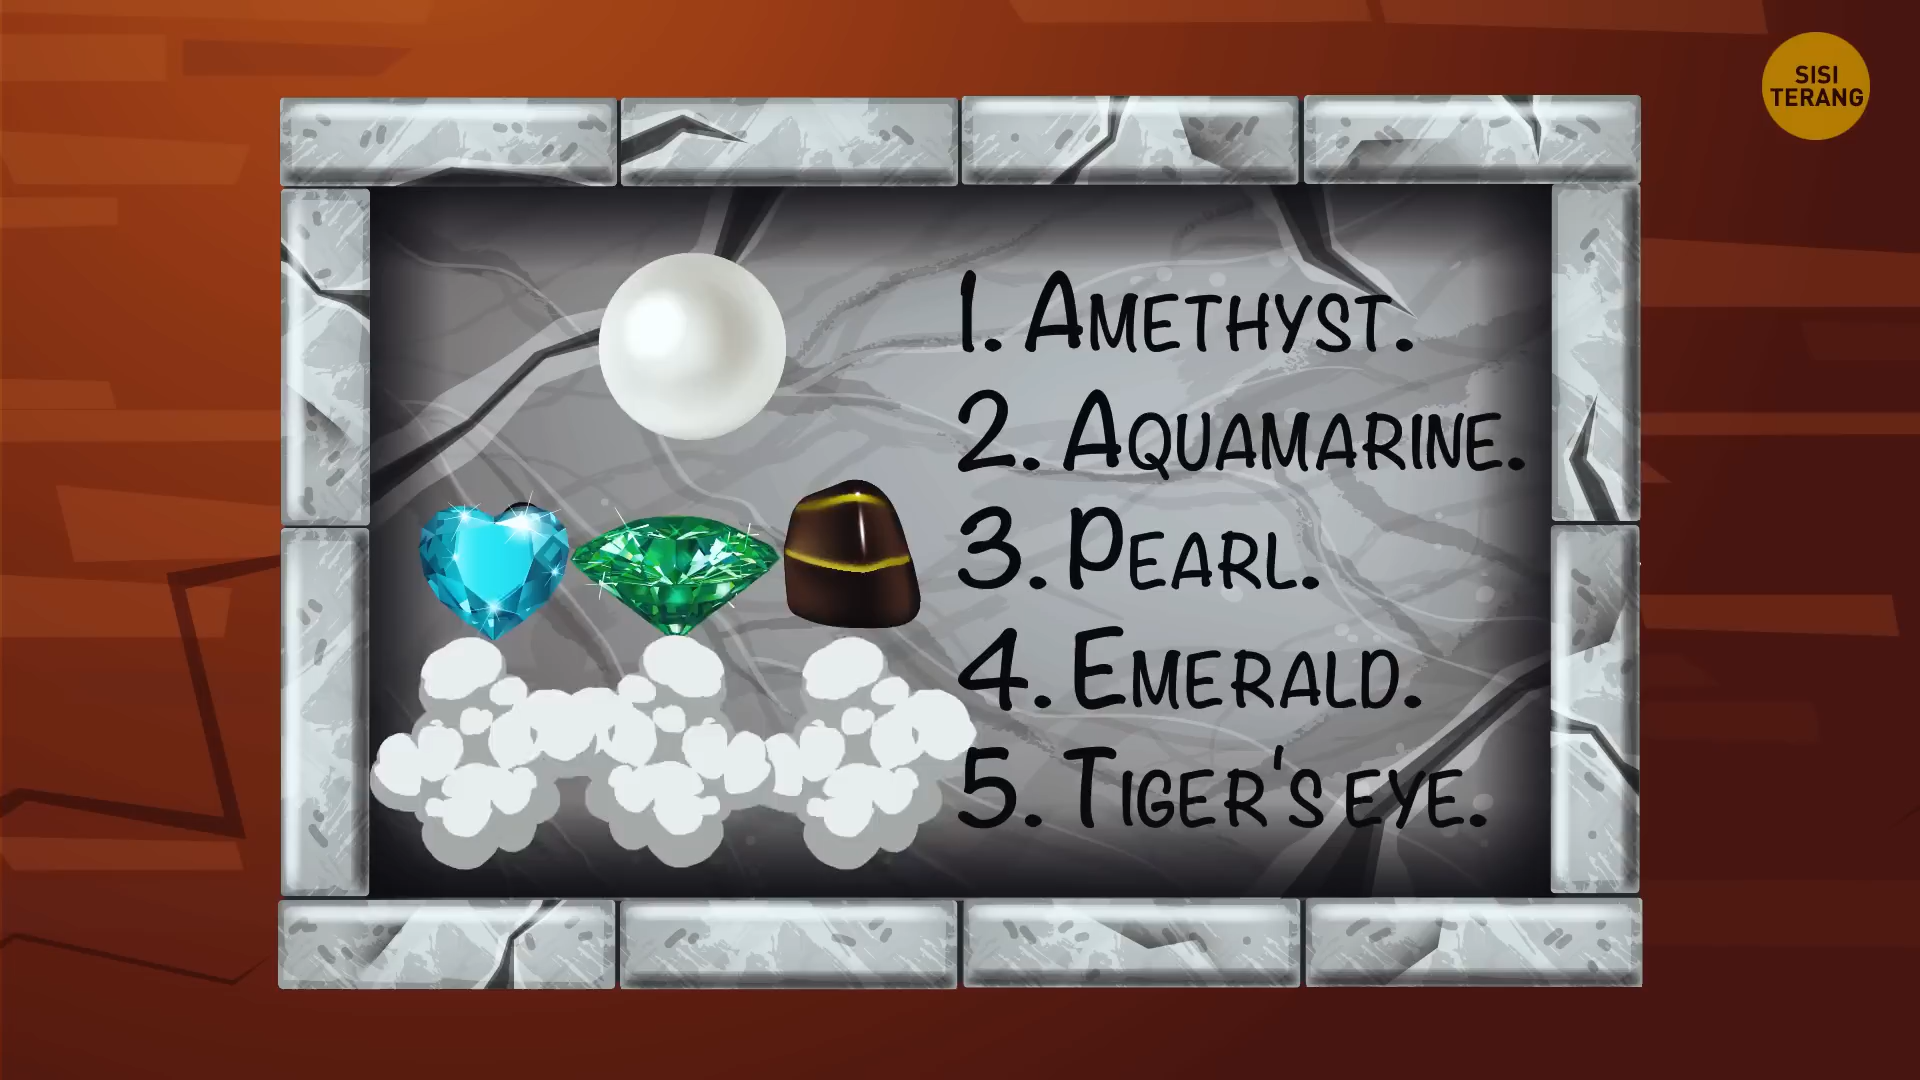 SISI
TERANG
1. AMETHYST.
2. AQUAMARINE.
3. PEARL.
4. EMERALD.
5. TIGER'S EYE.